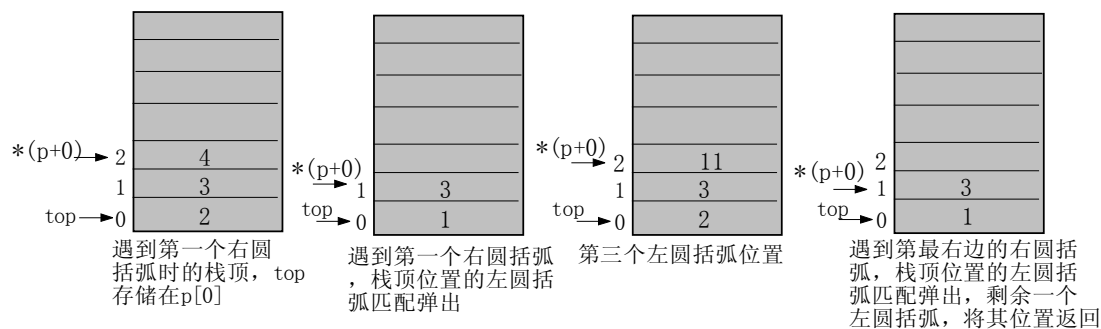 *(p+0) 2 4
1 3
top 0 2
遇到第一个右圆
括弧时的栈顶，top
存储在p[0]
*(p+0) 1 3
top 0 1
遇到第一个右圆括弧
，栈顶位置的左圆括
弧匹配弹出
*(p+0) 2 11
1 3
top 0 2
第三个左圆括弧位置
2
*(p+0) 1 3
top 0 1
遇到第最右边的右圆括
弧，栈顶位置的左圆括
弧匹配弹出，剩余一个
左圆括弧，将其位置返回